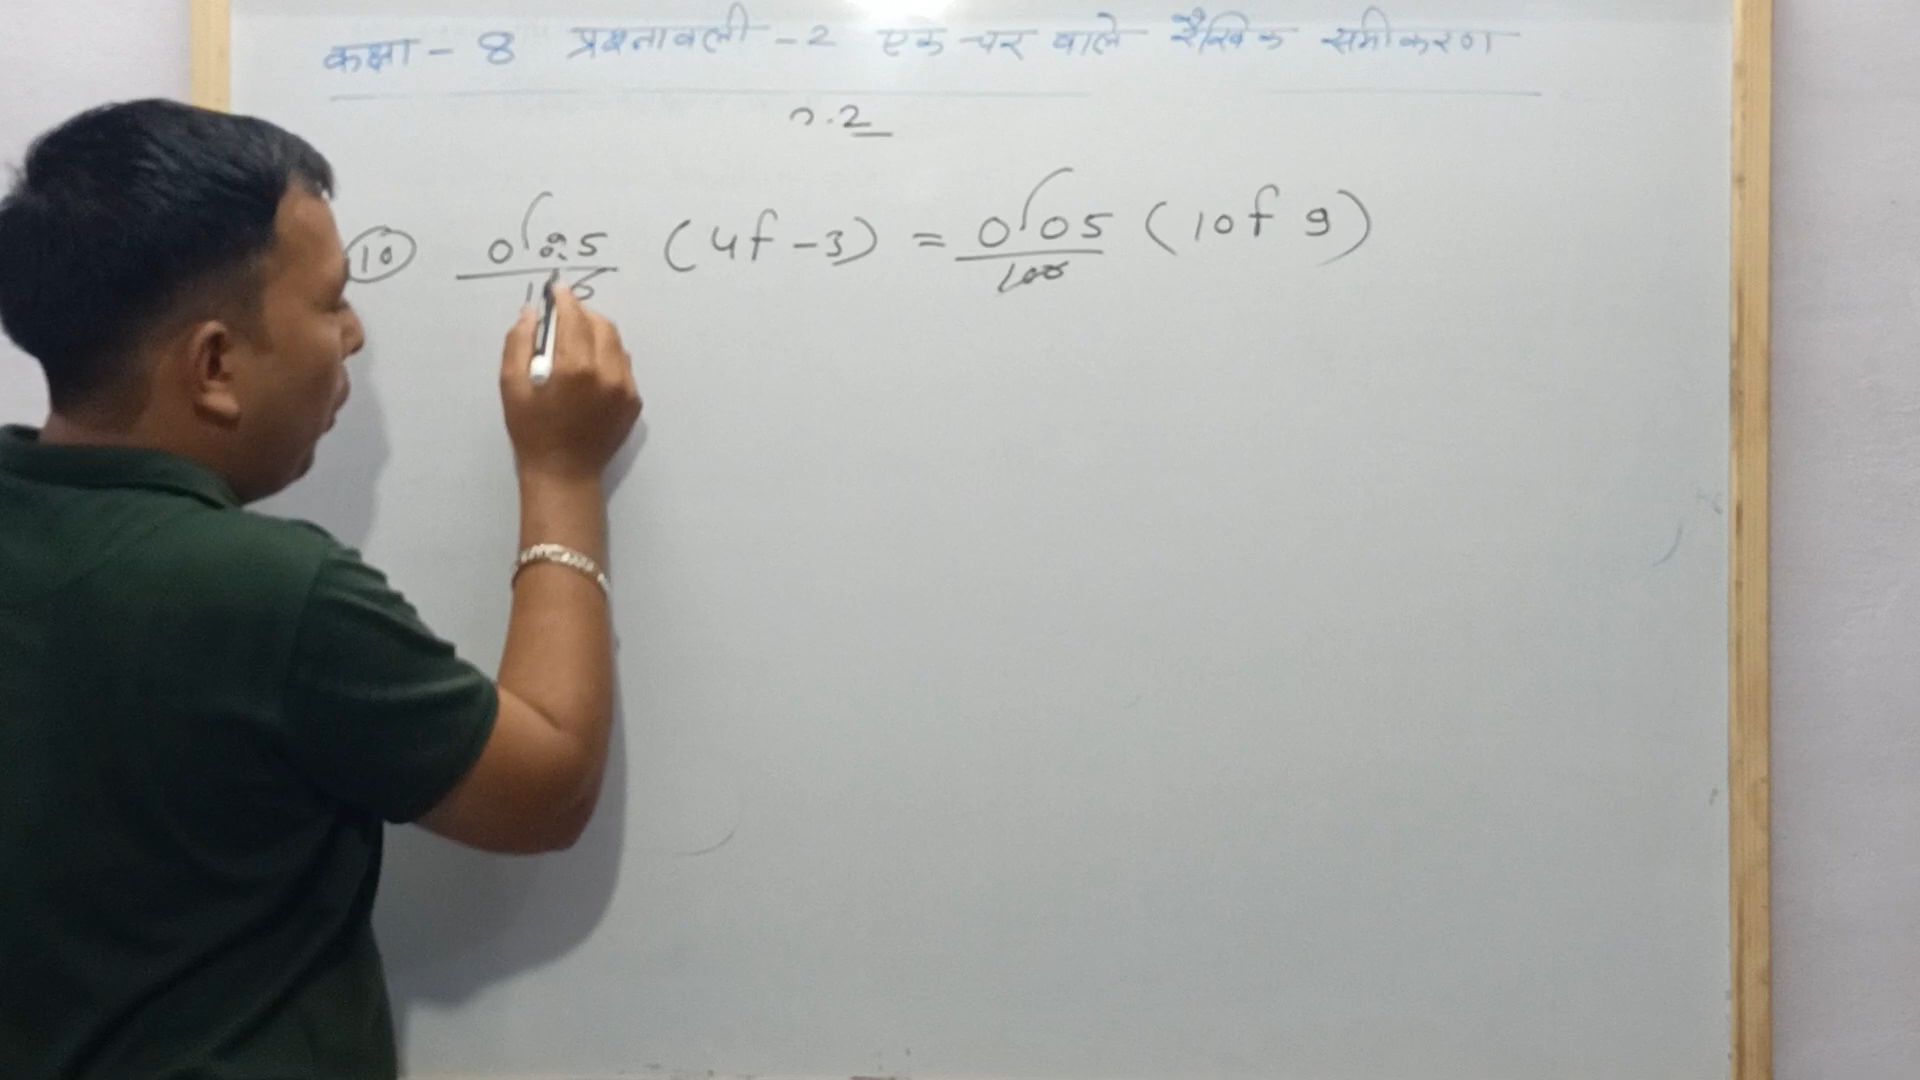 कक्षा - 8 प्रश्नावली - 2 एक चर वाले रैखिक समीकरण
2.2
10 0.25 (4f - 3) = 0.05 (10f 9)
100 100